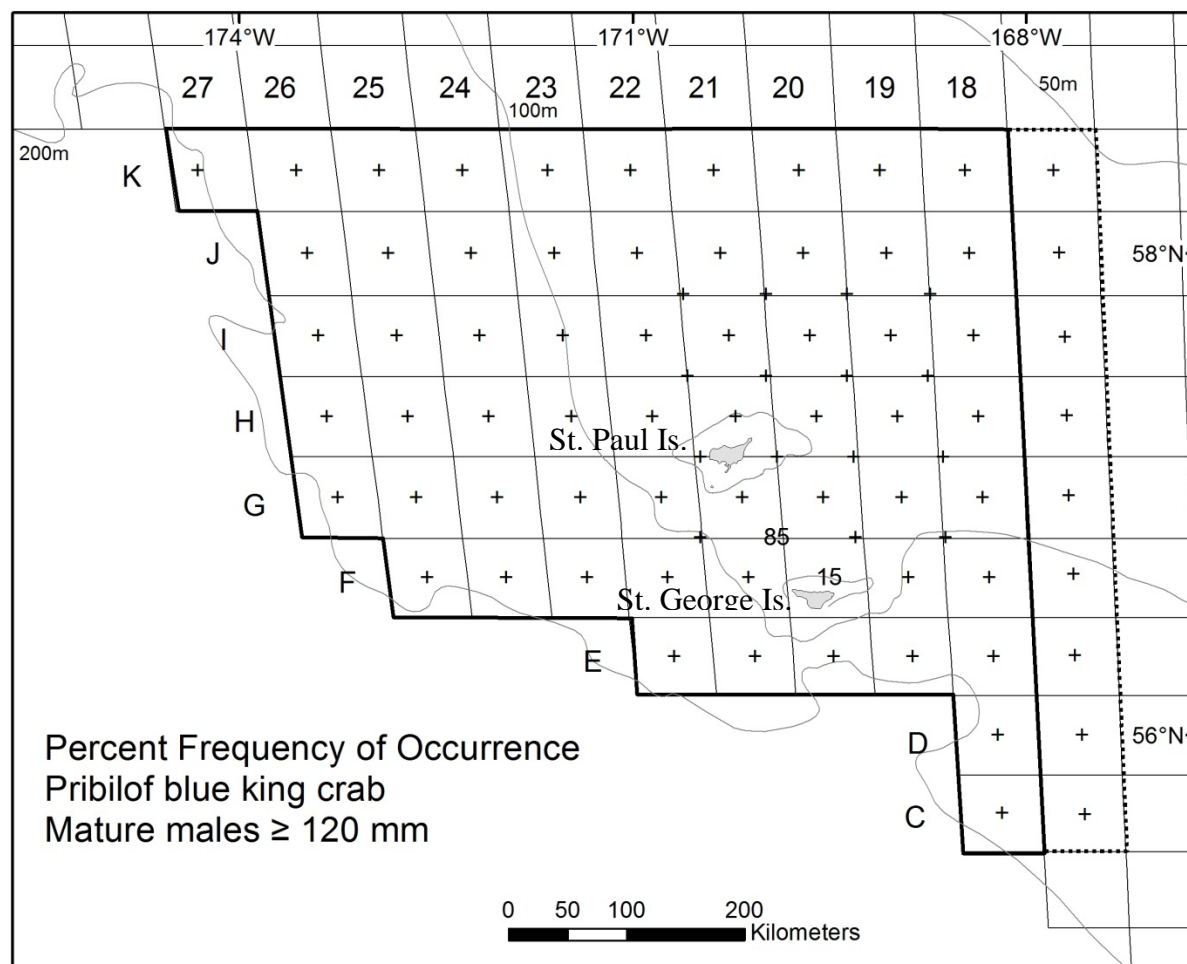 174°W 171°W 168°W
27 26 25 24 23 22 21 20 19 18
50m
100m
200m
K
J
58°N
I
H
St. Paul Is.
G
85
F
15
St. George Is.
E
D
56°N
C
Percent Frequency of Occurrence
Pribilof blue king crab
Mature males ≥ 120 mm
0 50 100 200
Kilometers